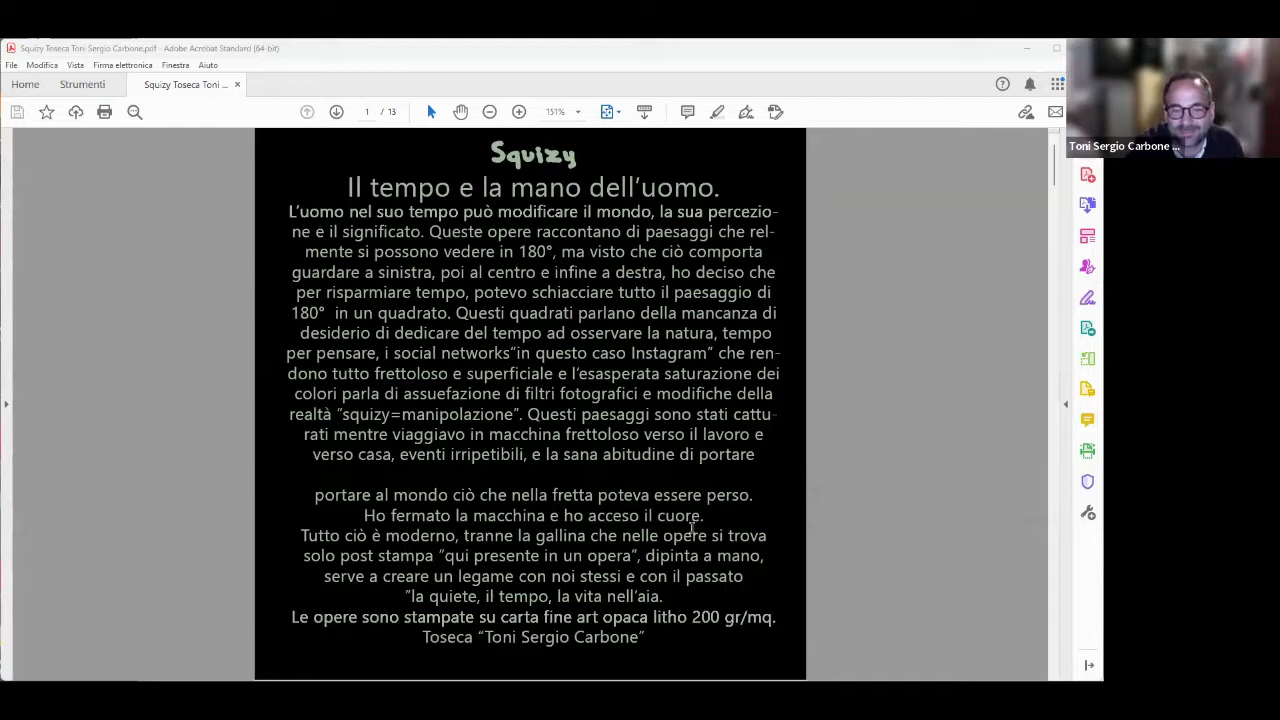 Squizy Toseca Toni Sergio Carbone.pdf - Adobe Acrobat Standard (64-bit)
File Modifica Vista Firma elettronica Finestra Aiuto
Home Strumenti Squizy Toseca Toni ... ×
1 / 13 151%
Toni Sergio Carbone ...
Squizy
Il tempo e la mano dell'uomo.
L'uomo nel suo tempo può modificare il mondo, la sua percezio-
ne e il significato. Queste opere raccontano di paesaggi che rel-
mente si possono vedere in 180°, ma visto che ciò comporta
guardare a sinistra, poi al centro e infine a destra, ho deciso che
per risparmiare tempo, potevo schiacciare tutto il paesaggio di
180° in un quadrato. Questi quadrati parlano della mancanza di
desiderio di dedicare del tempo ad osservare la natura, tempo
per pensare, i social networks"in questo caso Instagram" che ren-
dono tutto frettoloso e superficiale e l'esasperata saturazione dei
colori parla di assuefazione di filtri fotografici e modifiche della
realtà "squizy=manipolazione". Questi paesaggi sono stati cattu-
rati mentre viaggiavo in macchina frettoloso verso il lavoro e
verso casa, eventi irripetibili, e la sana abitudine di portare
portare al mondo ciò che nella fretta poteva essere perso.
Ho fermato la macchina e ho acceso il cuore.
Tutto ciò è moderno, tranne la gallina che nelle opere si trova
solo post stampa "qui presente in un opera", dipinta a mano,
serve a creare un legame con noi stessi e con il passato
"la quiete, il tempo, la vita nell'aia.
Le opere sono stampate su carta fine art opaca litho 200 gr/mq.
Toseca "Toni Sergio Carbone"